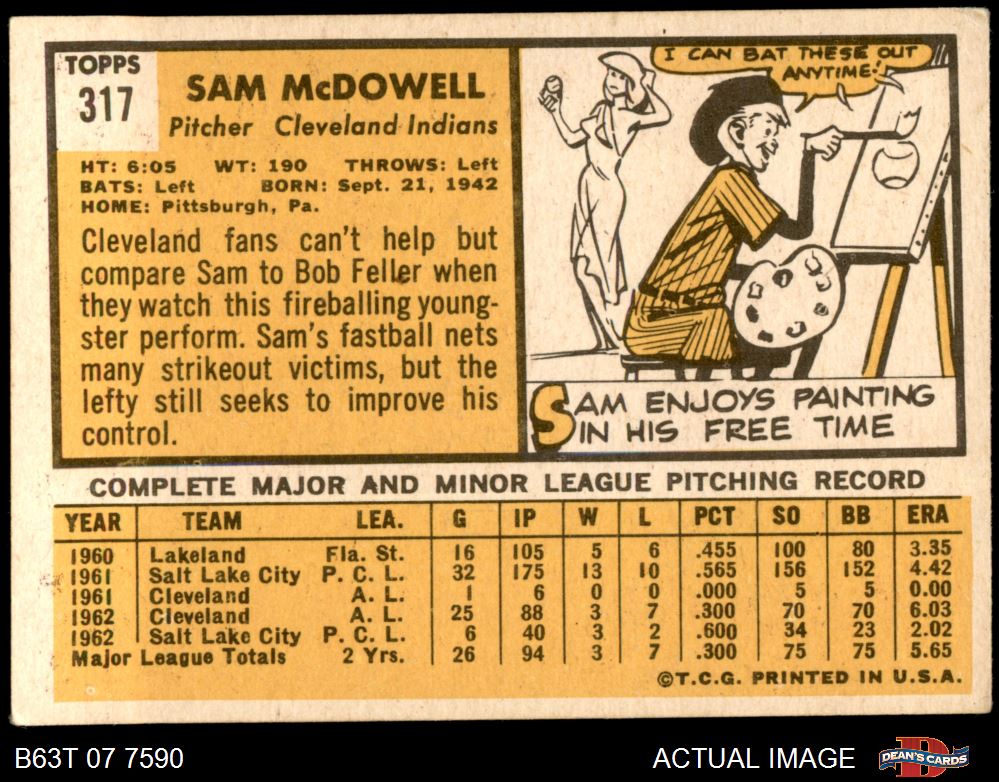 TOPPS
317
SAM McDOWELL
Pitcher Cleveland Indians
HT: 6:05 WT: 190 THROWS: Left
BATS: Left BORN: Sept. 21, 1942
HOME: Pittsburgh, Pa.
Cleveland fans can't help but
compare Sam to Bob Feller when
they watch this fireballing young-
ster perform. Sam's fastball nets
many strikeout victims, but the
lefty still seeks to improve his
control.
I CAN BAT THESE OUT
ANYTIME!
SAM ENJOYS PAINTING
IN HIS FREE TIME
COMPLETE MAJOR AND MINOR LEAGUE PITCHING RECORD
YEAR TEAM LEA. G IP W L PCT SO BB ERA
1960 Lakeland Fla. St. 16 105 5 6 .455 100 80 3.35
1961 Salt Lake City P. C. L. 32 175 13 10 .565 156 152 4.42
1961 Cleveland A. L. 1 6 0 0 .000 5 5 0.00
1962 Cleveland A. L. 25 88 3 7 .300 70 70 6.03
1962 Salt Lake City P. C. L. 6 40 3 2 .600 34 23 2.02
Major League Totals 2 Yrs. 26 94 3 7 .300 75 75 5.65
©T.C.G. PRINTED IN U.S.A.
B63T 07 7590 ACTUAL IMAGE DEAN'S CARDS